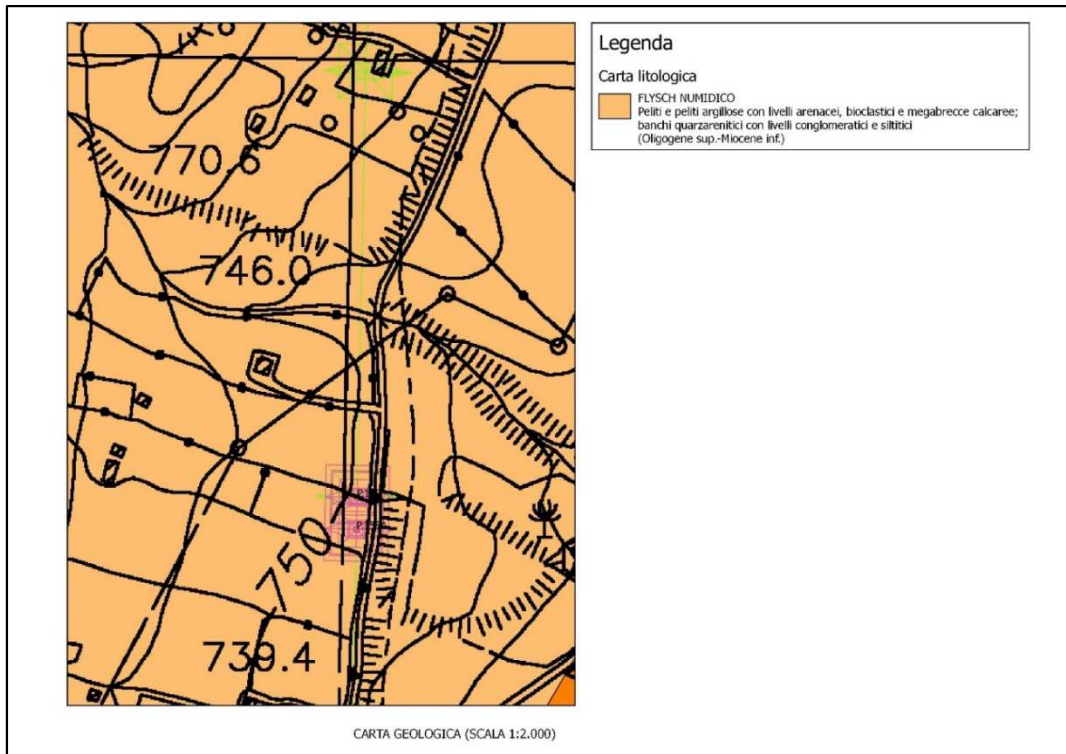 Legenda
Carta litologica
FLYSCH NUMIDICO
Peliti e peliti argillose con livelli arenacei, bioclastici e megabrecce calcaree;
banchi quarzarenitici con livelli conglomeratici e siltitici
(Oligogene sup.-Miocene inf.)
770.6
746.0
750
739.4
CARTA GEOLOGICA (SCALA 1:2.000)